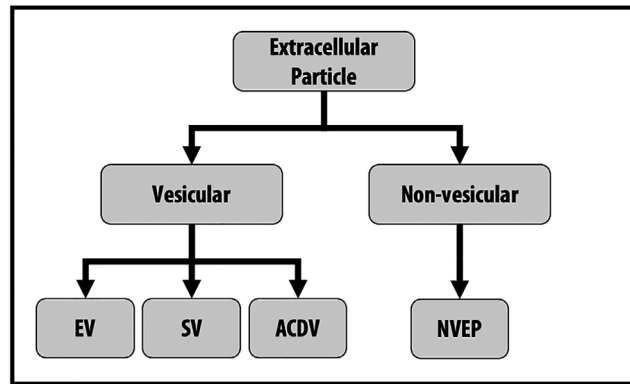 Extracellular
Particle
Vesicular
Non-vesicular
EV
SV
ACDV
NVEP